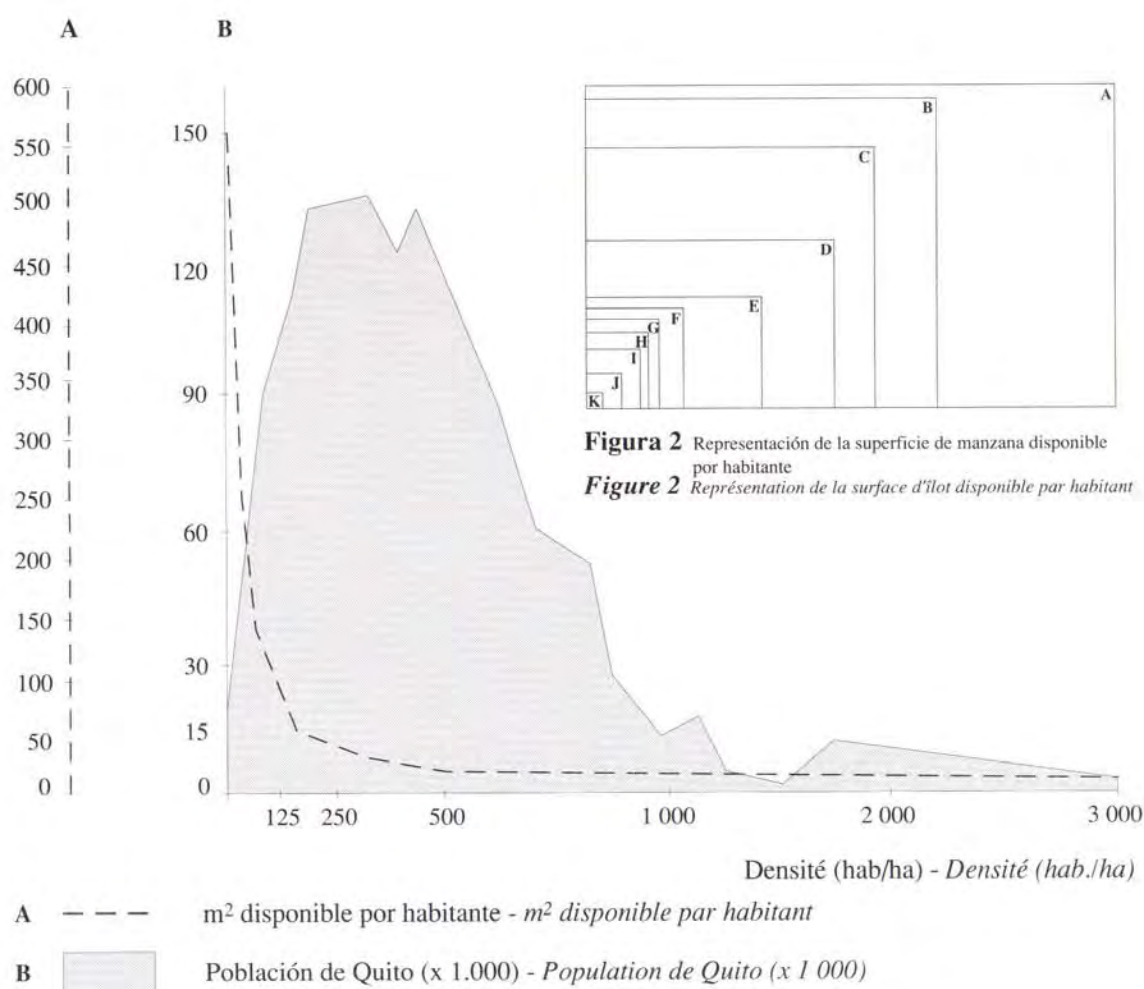 A
B
600
550
500
450
400
350
300
250
200
150
100
50
0
150
120
90
60
30
15
0
125
250
500
1 000
2 000
3 000
Densité (hab/ha) - Densité (hab./ha)
A
B
C
D
E
F
G
H
I
J
K
Figura 2 Representación de la superficie de manzana disponible
por habitante
Figure 2 Représentation de la surface d'îlot disponible par habitant
A m² disponible por habitante - m² disponible par habitant
B Población de Quito (x 1.000) - Population de Quito (x 1 000)